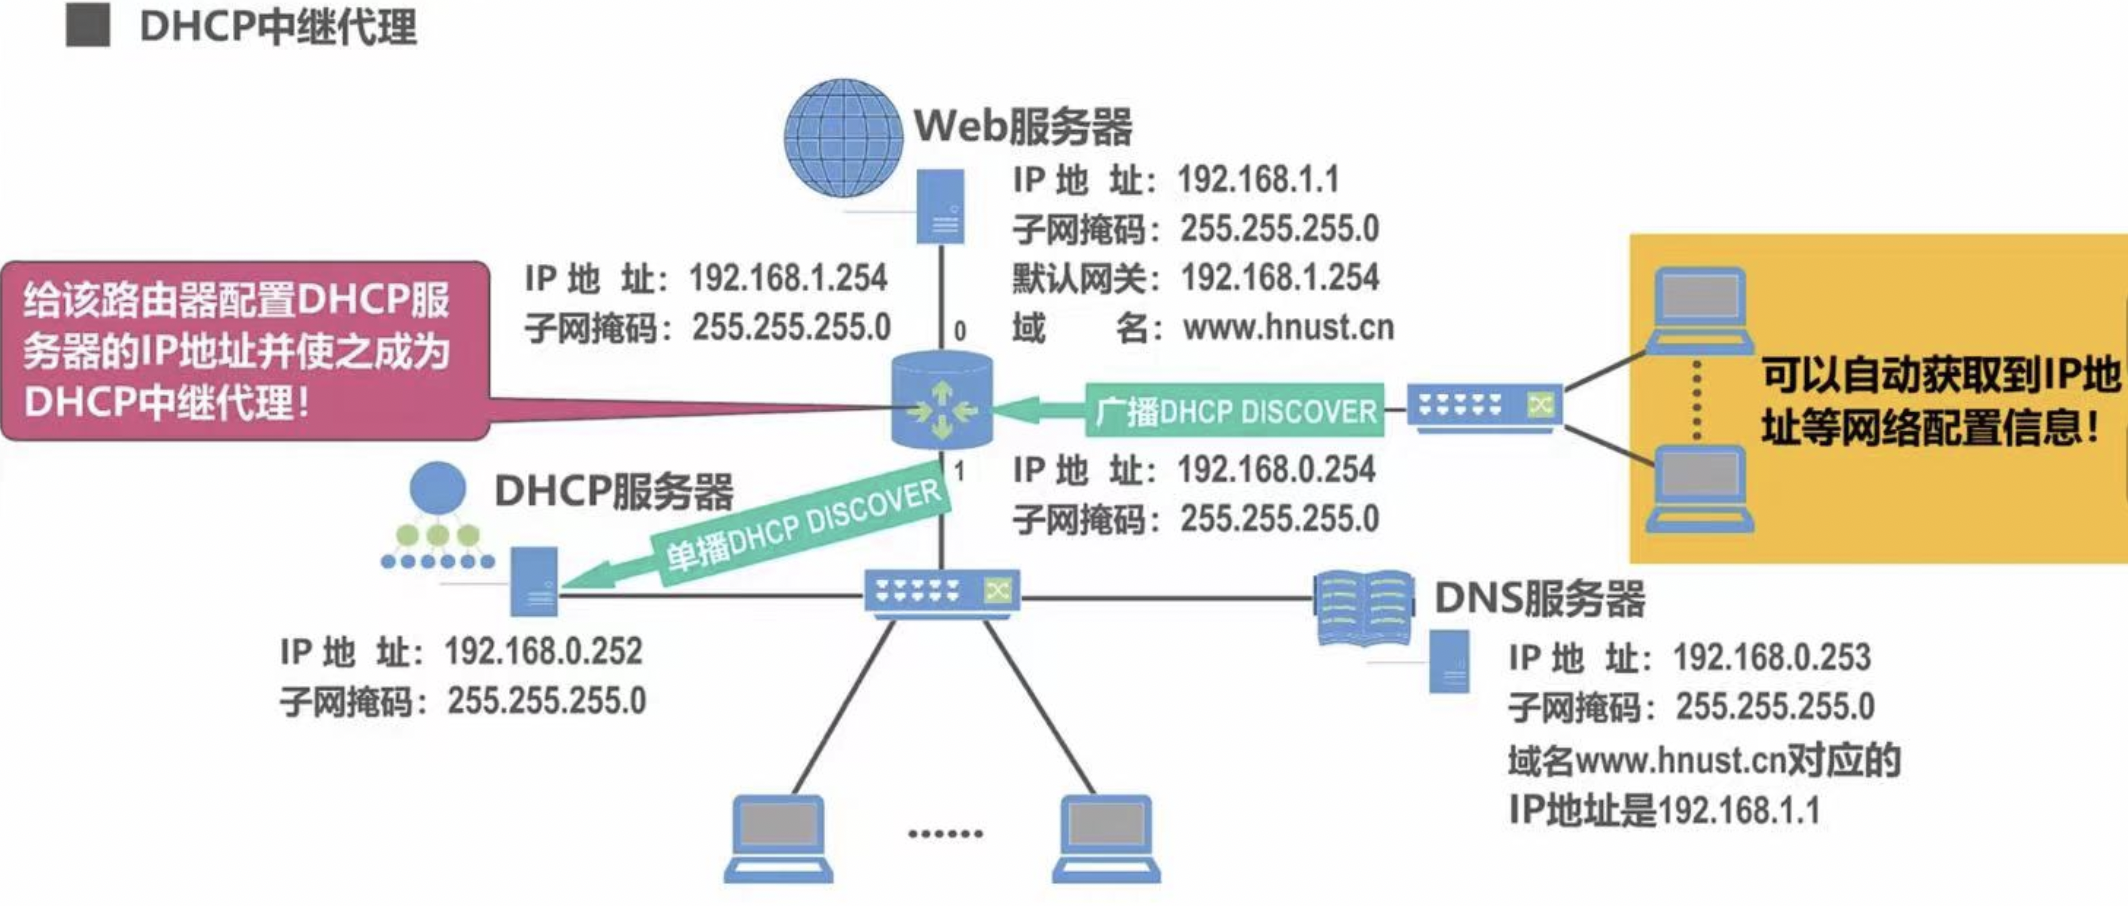 DHCP中继代理
Web服务器
IP 地 址：192.168.1.1
子网掩码：255.255.255.0
默认网关：192.168.1.254
域 名：www.hnust.cn
IP 地 址：192.168.1.254
子网掩码：255.255.255.0
0
给该路由器配置DHCP服
务器的IP地址并使之成为
DHCP中继代理！
广播DHCP DISCOVER
可以自动获取到IP地
址等网络配置信息！
1
IP 地 址：192.168.0.254
子网掩码：255.255.255.0
DHCP服务器
单播DHCP DISCOVER
IP 地 址：192.168.0.252
子网掩码：255.255.255.0
DNS服务器
IP 地 址：192.168.0.253
子网掩码：255.255.255.0
域名www.hnust.cn对应的
IP地址是192.168.1.1